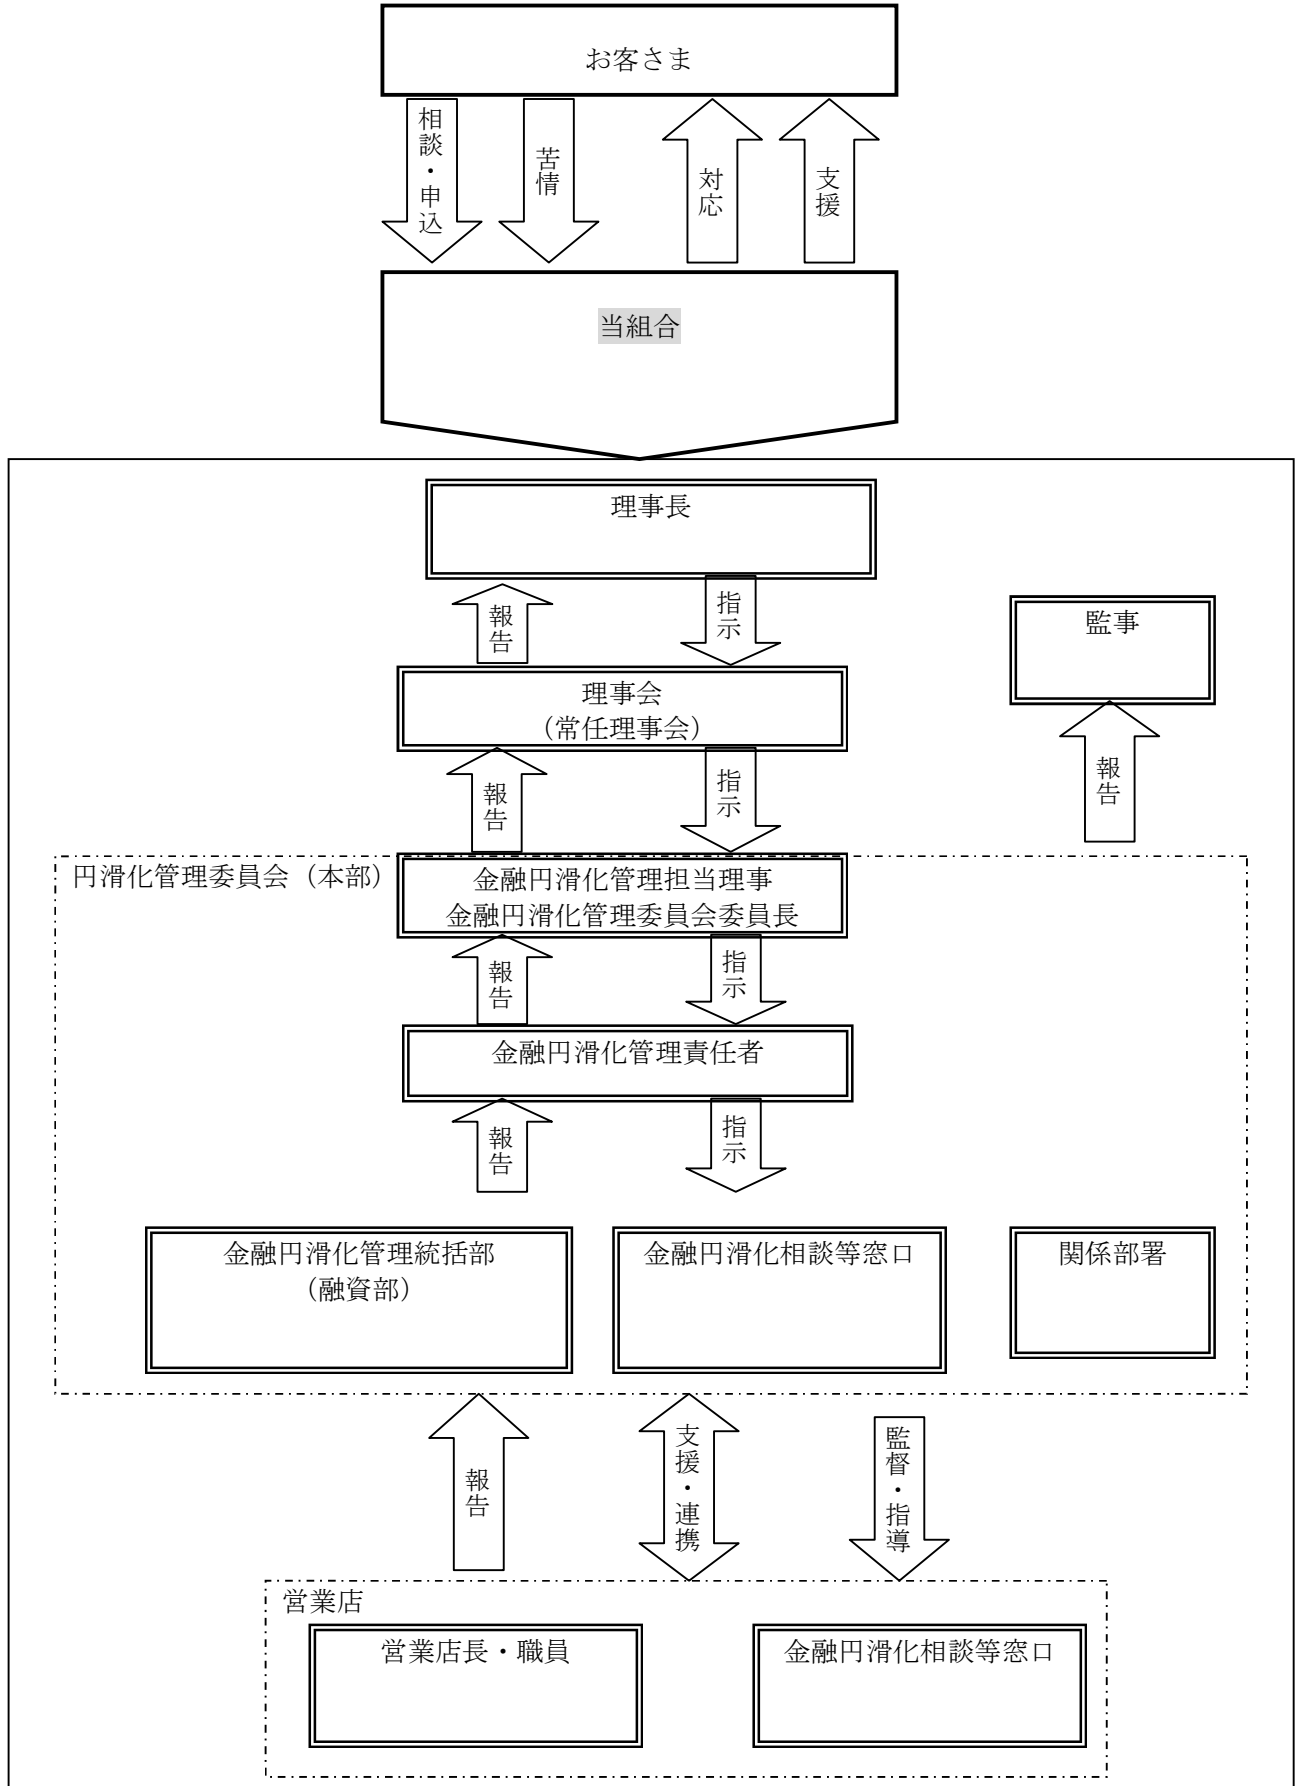 お客さま
相談・申込
苦情
対応
支援
当組合
理事長
報告
指示
監事
理事会
（常任理事会）
報告
指示
報告
円滑化管理委員会（本部）
金融円滑化管理担当理事
金融円滑化管理委員会委員長
報告
指示
金融円滑化管理責任者
報告
指示
金融円滑化管理統括部
（融資部）
金融円滑化相談等窓口
関係部署
報告
支援・連携
監督・指導
営業店
営業店長・職員
金融円滑化相談等窓口